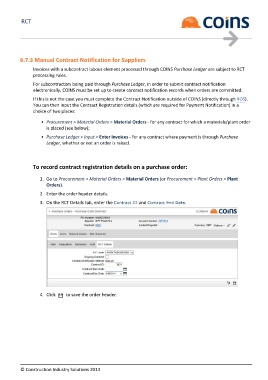 RCT
COINS
6.7.3 Manual Contract Notification for Suppliers
Invoices with a subcontract labour element processed through COINS Purchase Ledger are subject to RCT
processing rules.
For subcontractors being paid through Purchase Ledger, in order to submit contract notification
electronically, COINS must be set up to create contract notification records when orders are committed.
If this is not the case you must complete the Contract Notification outside of COINS (directly through ROS).
You can then input the Contract Registration details (which are required for Payment Notification) in a
choice of two places:
• Procurement > Material Orders > Material Orders - for any contract for which a materials/plant order
is placed (see below);
• Purchase Ledger > Input > Enter Invoices - for any contract where payment is through Purchase
Ledger, whether or not an order is raised.
To record contract registration details on a purchase order:
1. Go to Procurement > Material Orders > Material Orders (or Procurement > Plant Orders > Plant
Orders).
2. Enter the order header details.
3. On the RCT Details tab, enter the Contract ID and Contract End Date.
COINS
RCT Details
4. Click to save the order header.
© Construction Industry Solutions 2013